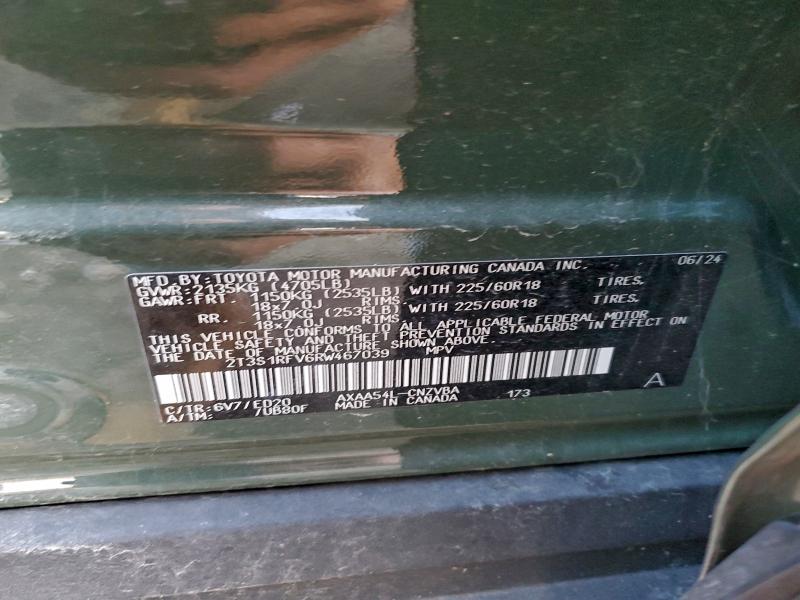 MFD BY: TOYOTA MOTOR MANUFACTURING CANADA INC. 06/24
GVWR: 2135KG (4705LB)
GAWR: FRT. 1150KG (2535LB) WITH 225/60R18 TIRES.
18x7.0J RIMS
RR. 1150KG (2535LB) WITH 225/60R18 TIRES.
18x7.0J RIMS
THIS VEHICLE CONFORMS TO ALL APPLICABLE FEDERAL MOTOR
VEHICLE SAFETY AND THEFT PREVENTION STANDARDS IN EFFECT ON
THE DATE OF MANUFACTURE SHOWN ABOVE.
2T3S1RFV6RW467039 MPV
C/TR: 6V7/ED20 AXAA54L-CNZVBA 173 A
A/TM: /UB80F MADE IN CANADA